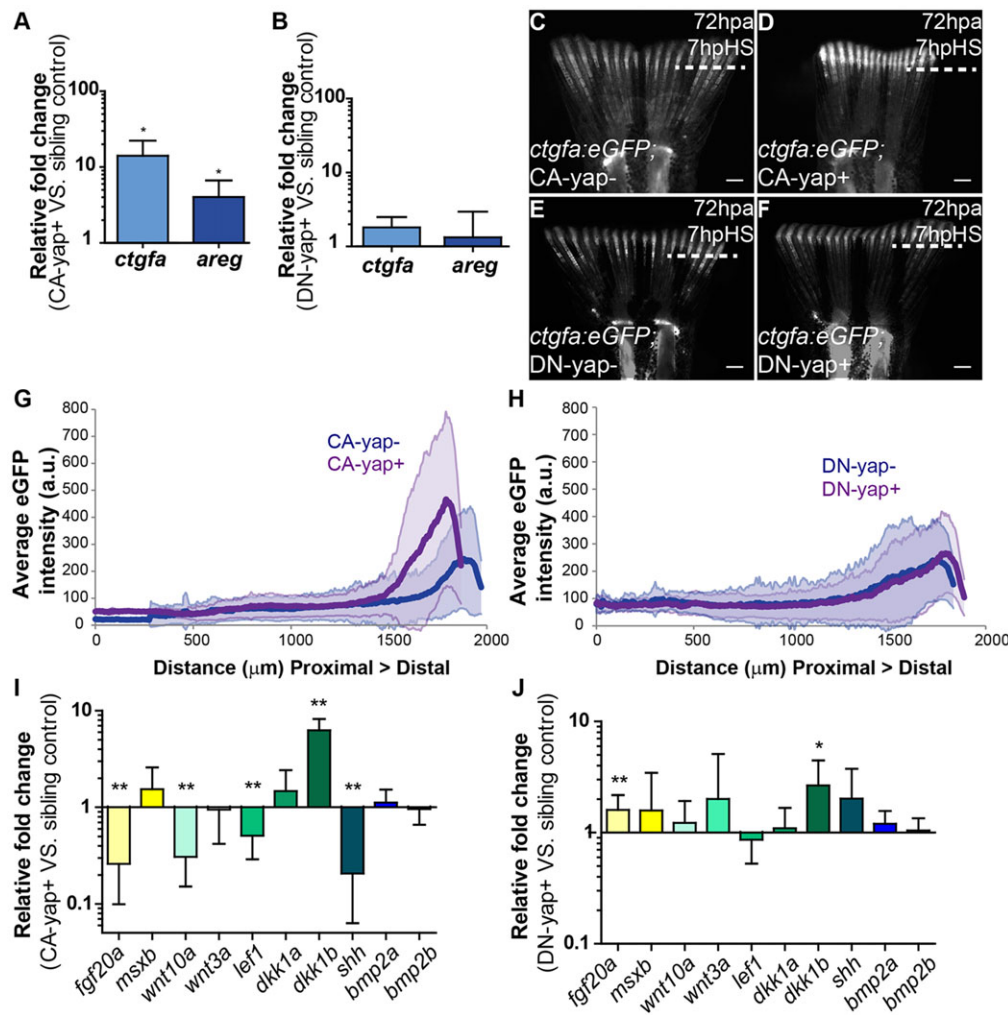 A
Relative fold change
(CA-yap+ VS. sibling control)
100
10
1
*
*
ctgfa
areg
B
Relative fold change
(DN-yap+ VS. sibling control)
100
10
1
ctgfa
areg
C
72hpa
7hpHS
ctgfa:eGFP;
CA-yap-
D
72hpa
7hpHS
ctgfa:eGFP;
CA-yap+
E
72hpa
7hpHS
ctgfa:eGFP;
DN-yap-
F
72hpa
7hpHS
ctgfa:eGFP;
DN-yap+
G
Average eGFP
intensity (a.u.)
800
700
600
500
400
300
200
100
0
CA-yap-
CA-yap+
0 500 1000 1500 2000
Distance (μm) Proximal > Distal
H
Average eGFP
intensity (a.u.)
800
700
600
500
400
300
200
100
0
DN-yap-
DN-yap+
0 500 1000 1500 2000
Distance (μm) Proximal > Distal
I
Relative fold change
(CA-yap+ VS. sibling control)
10
1
0.1
** ** ** ** **
fgf20a msxb wnt10a wnt3a lef1 dkk1a dkk1b shh bmp2a bmp2b
J
Relative fold change
(DN-yap+ VS. sibling control)
10
1
0.1
** *
fgf20a msxb wnt10a wnt3a lef1 dkk1a dkk1b shh bmp2a bmp2b